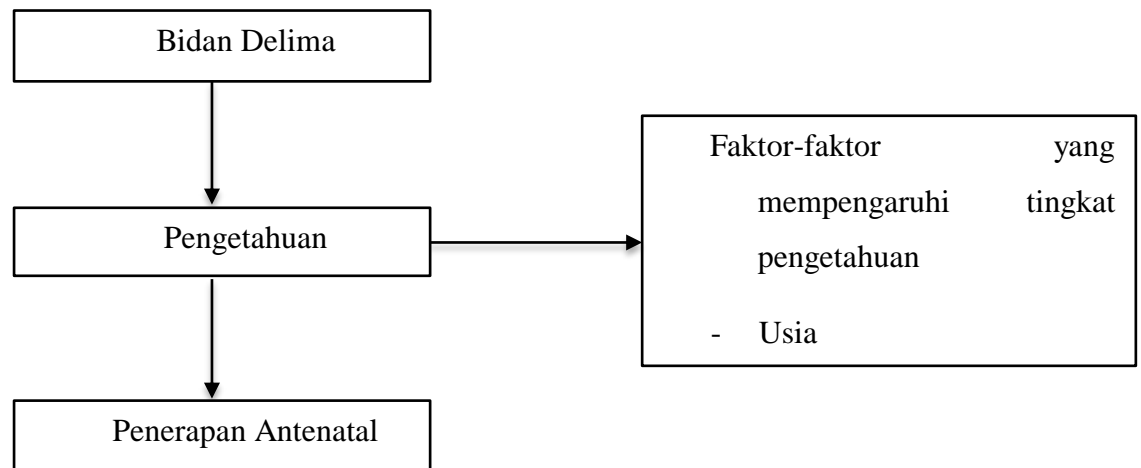 Bidan Delima
Pengetahuan
Faktor-faktor yang
mempengaruhi tingkat
pengetahuan
- Usia
Penerapan Antenatal